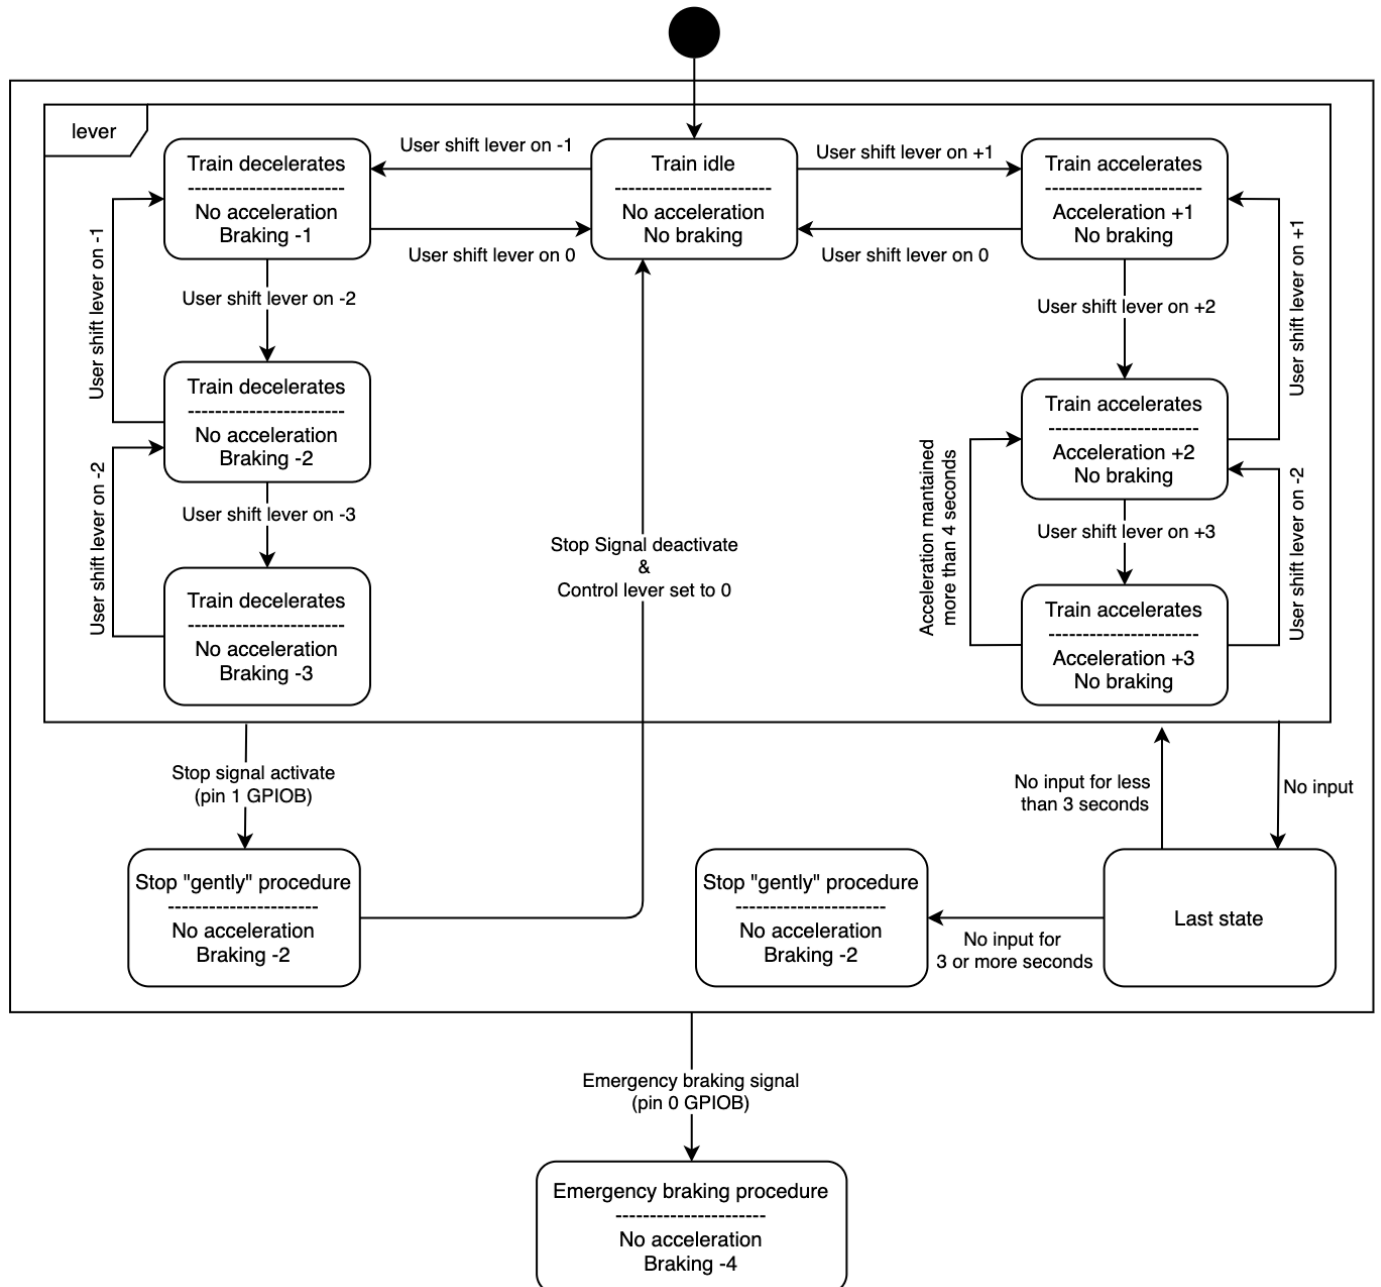 lever
User shift lever on -1
User shift lever on +1
Train decelerates
-----------------------
No acceleration
Braking -1
Train idle
-----------------------
No acceleration
No braking
Train accelerates
-----------------------
Acceleration +1
No braking
User shift lever on 0
User shift lever on 0
User shift lever on -1
User shift lever on -2
User shift lever on +2
User shift lever on +1
Train decelerates
-----------------------
No acceleration
Braking -2
Train accelerates
----------------------
Acceleration +2
No braking
User shift lever on -2
User shift lever on -3
Stop Signal deactivate
&
Control lever set to 0
Acceleration mantained
more than 4 seconds
User shift lever on +3
User shift lever on -2
Train decelerates
-----------------------
No acceleration
Braking -3
Train accelerates
----------------------
Acceleration +3
No braking
Stop signal activate
(pin 1 GPIOB)
No input for less
than 3 seconds
No input
Stop "gently" procedure
----------------------
No acceleration
Braking -2
Stop "gently" procedure
----------------------
No acceleration
Braking -2
No input for
3 or more seconds
Last state
Emergency braking signal
(pin 0 GPIOB)
Emergency braking procedure
----------------------
No acceleration
Braking -4